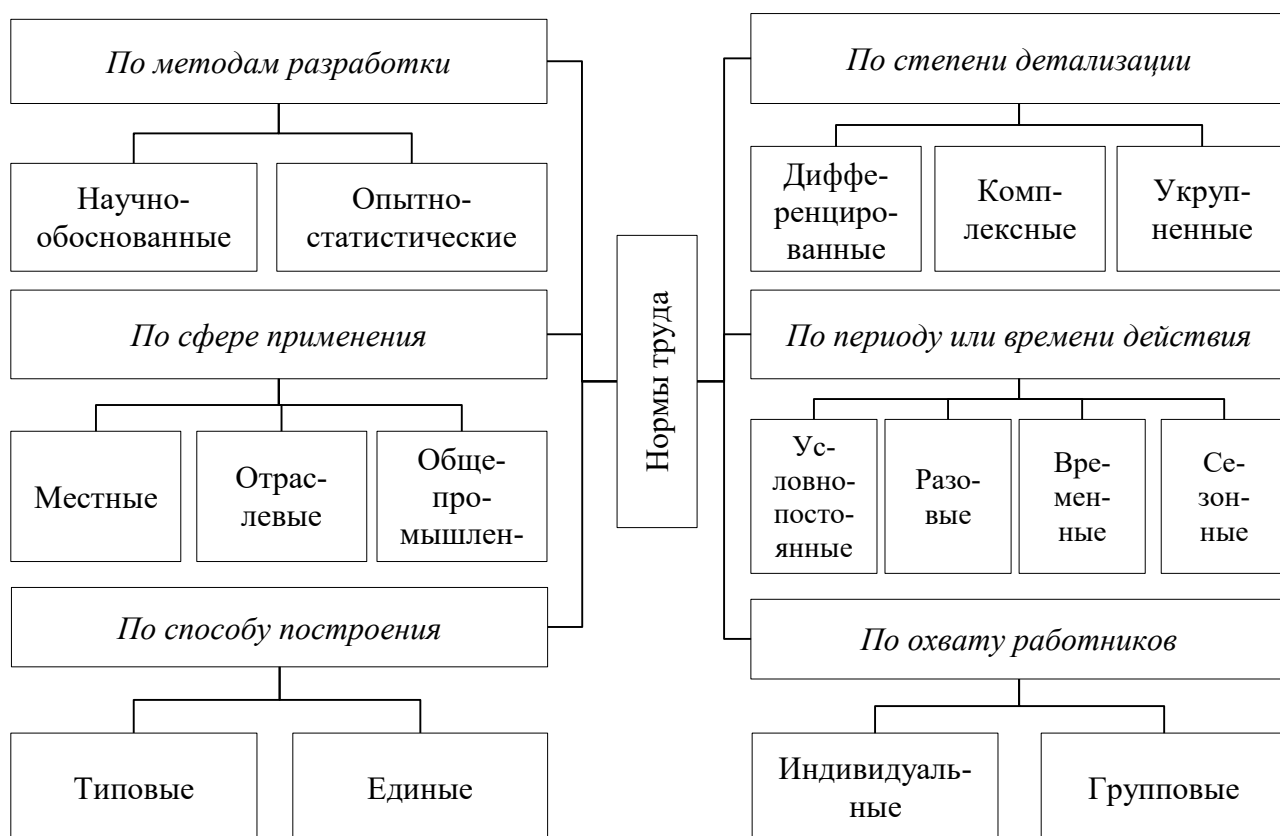 По методам разработки
Научно-
обоснованные
Опытно-
статистические
По сфере применения
Местные
Отрас-
левые
Обще-
про-
мышлен-
По способу построения
Типовые
Единые
Нормы труда
По степени детализации
Диффе-
ренциро-
ванные
Комп-
лексные
Укруп-
ненные
По периоду или времени действия
Ус-
ловно-
посто-
янные
Разо-
вые
Вре-
мен-
ные
Се-
зон-
ные
По охвату работников
Индивидуаль-
ные
Групповые